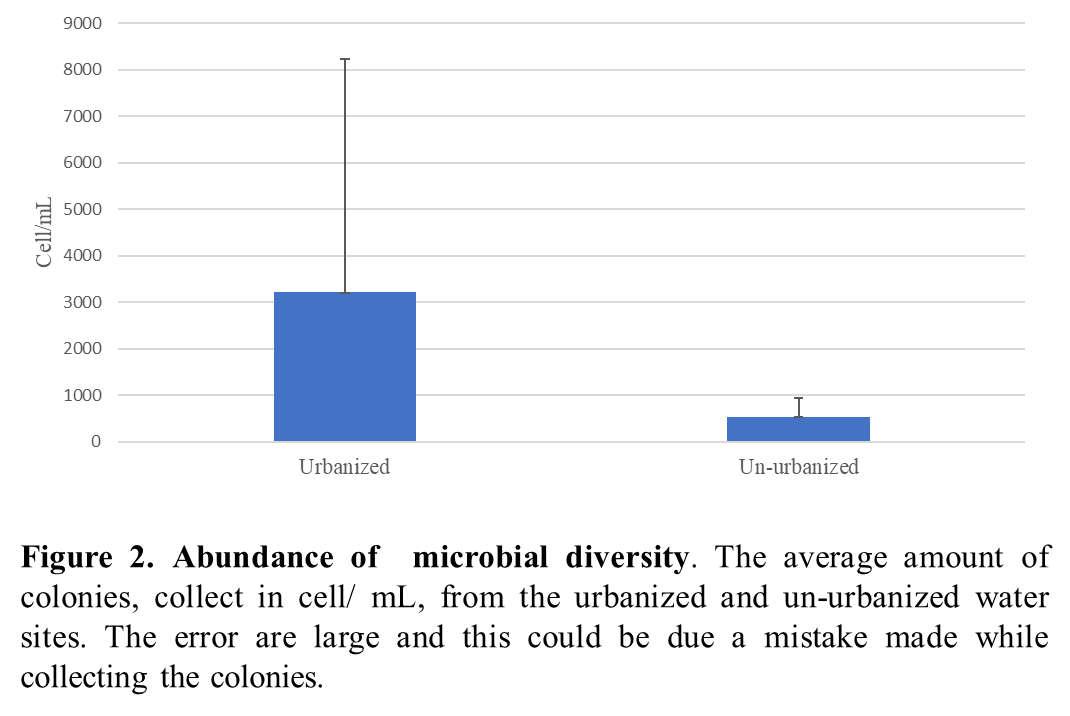 9000
8000
7000
6000
5000
4000
3000
2000
1000
0
Cell/mL
Urbanized
Un-urbanized
Figure 2. Abundance of  microbial diversity. The average amount of
colonies, collect in cell/ mL, from the urbanized and un-urbanized water
sites. The error are large and this could be due a mistake made while
collecting the colonies.